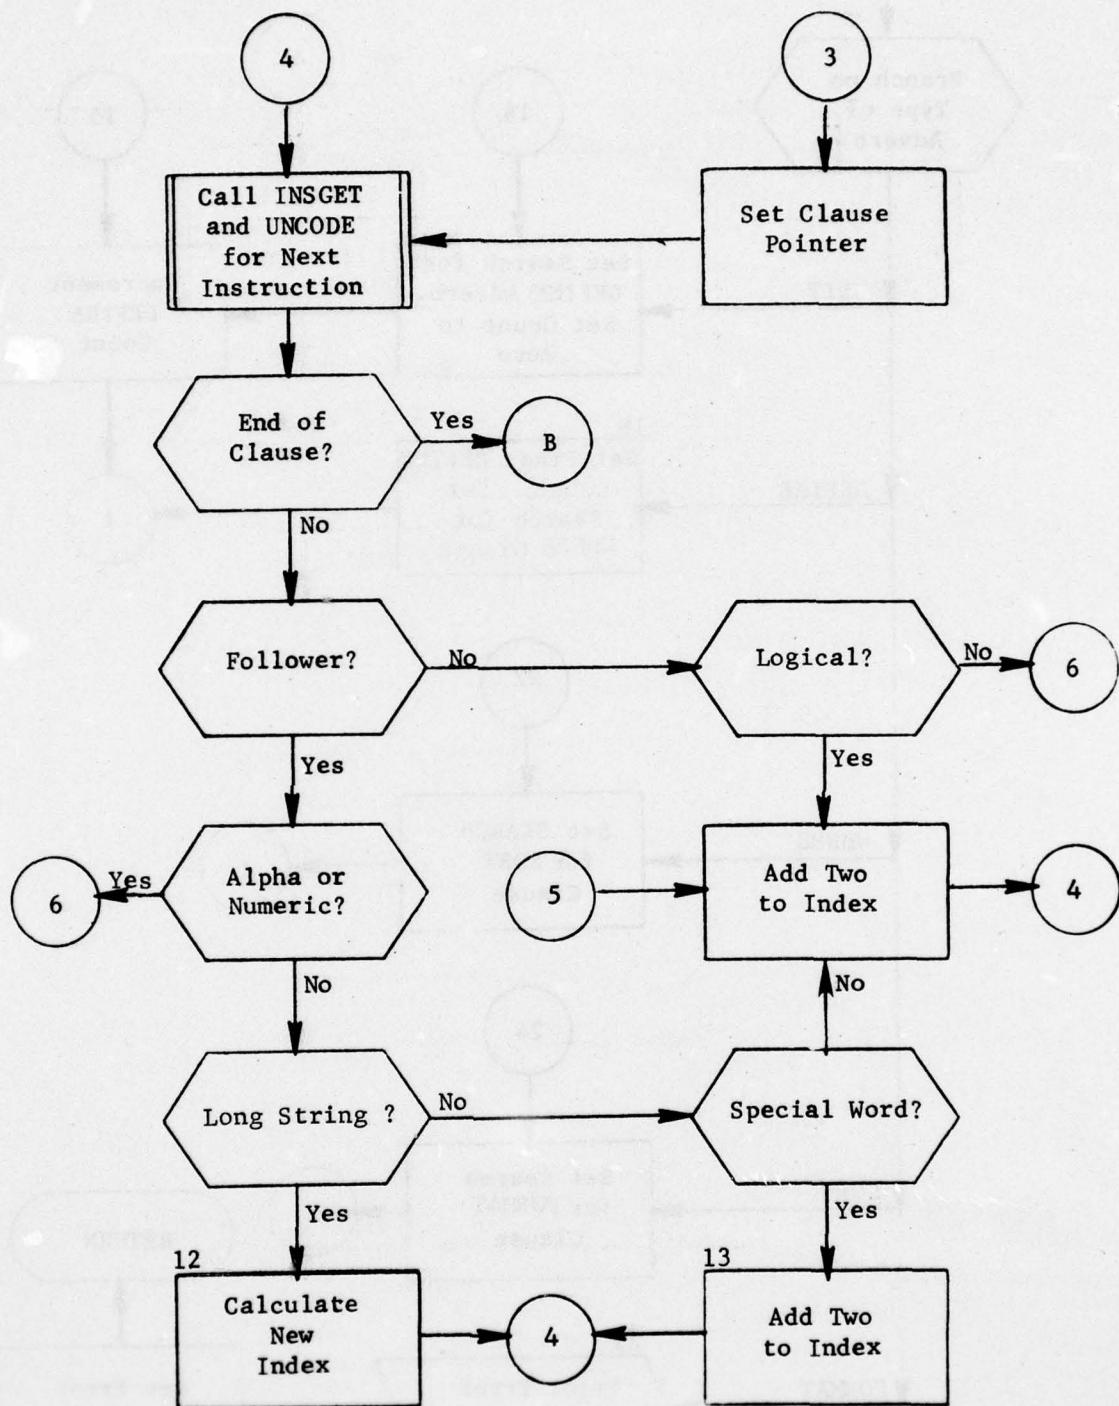 4
3
Call INSGET
and UNCODE
for Next
Instruction
Set Clause
Pointer
End of
Clause?
Yes
B
No
Follower?
No
Logical?
No
6
Yes
Yes
6
Yes
Alpha or
Numeric?
5
Add Two
to Index
4
No
No
Long String ?
No
Special Word?
Yes
Yes
12
Calculate
New
Index
4
13
Add Two
to Index